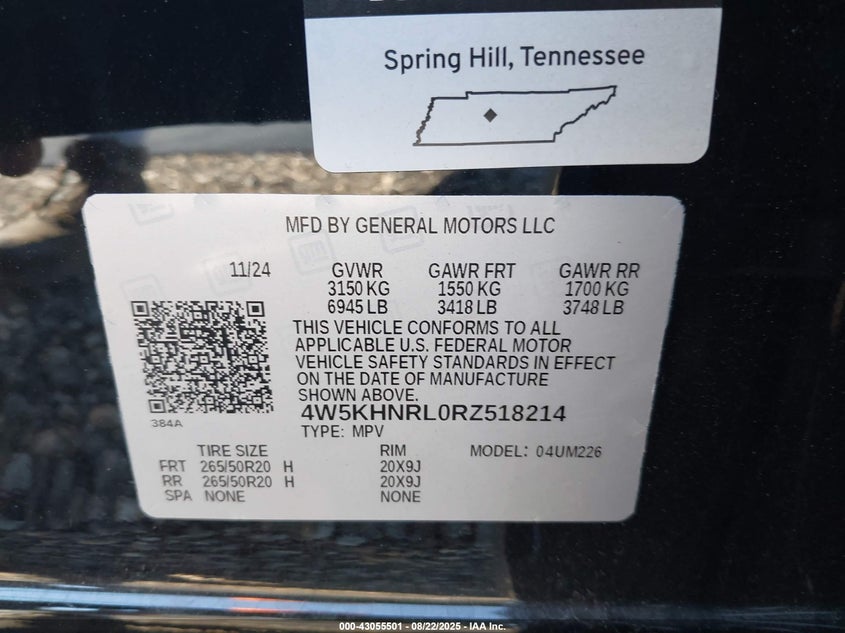 Spring Hill, Tennessee
MFD BY GENERAL MOTORS LLC
11/24 GVWR GAWR FRT GAWR RR
3150 KG 1550 KG 1700 KG
6945 LB 3418 LB 3748 LB
THIS VEHICLE CONFORMS TO ALL
APPLICABLE U.S. FEDERAL MOTOR
VEHICLE SAFETY STANDARDS IN EFFECT
ON THE DATE OF MANUFACTURE
SHOWN ABOVE.
4W5KHNRL0RZ518214
384A
TYPE: MPV
TIRE SIZE RIM MODEL: 04UM226
FRT 265/50R20 H 20X9J
RR 265/50R20 H 20X9J
SPA NONE NONE
000-43055501 - 08/22/2025 - IAA Inc.